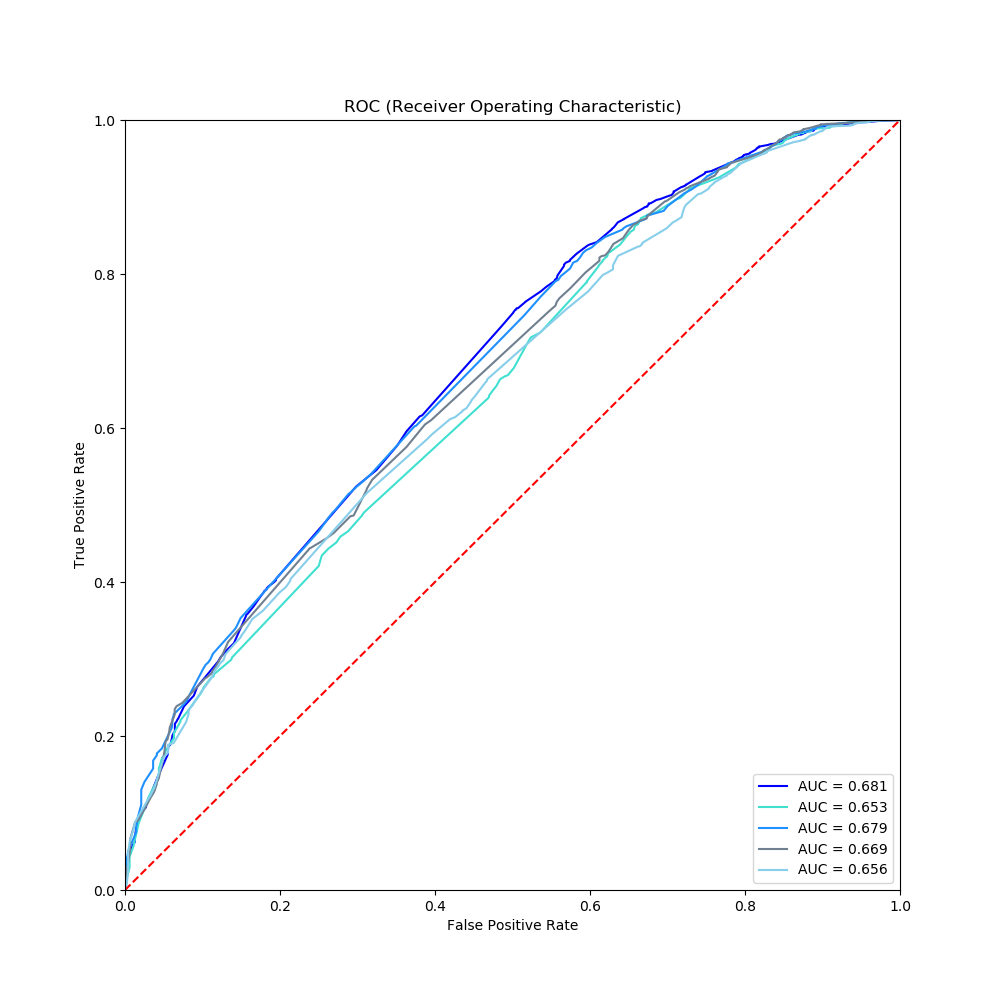 ROC (Receiver Operating Characteristic)
1.0
0.8
0.6
0.4
0.2
0.0
True Positive Rate
0.0 0.2 0.4 0.6 0.8 1.0
False Positive Rate
AUC = 0.681
AUC = 0.653
AUC = 0.679
AUC = 0.669
AUC = 0.656